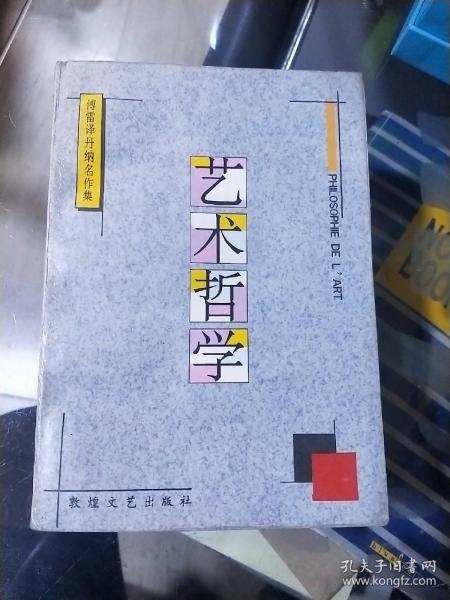 傅雷译丹纳名作集
艺术哲学
PHILOSOPHIE DE L'ART
敦煌文艺出版社
孔夫子旧书网
www.kongfz.com